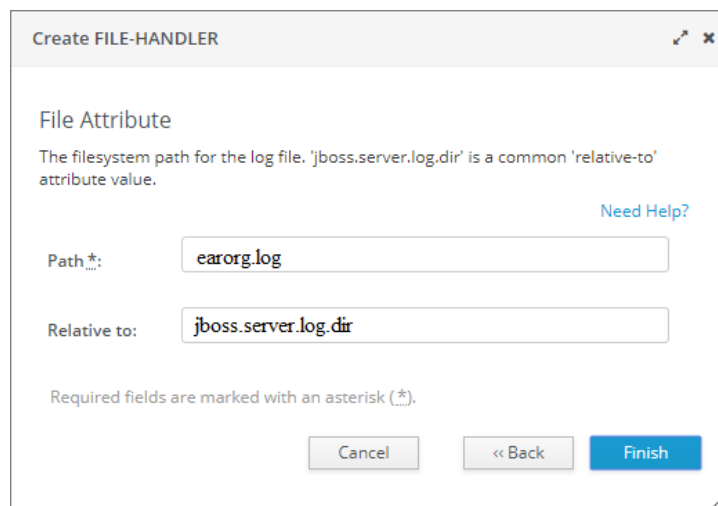 Create FILE-HANDLER
File Attribute
The filesystem path for the log file. 'jboss.server.log.dir' is a common 'relative-to'
attribute value.
Need Help?
Path *: earorg.log
Relative to: jboss.server.log.dir
Required fields are marked with an asterisk (*).
Cancel « Back Finish